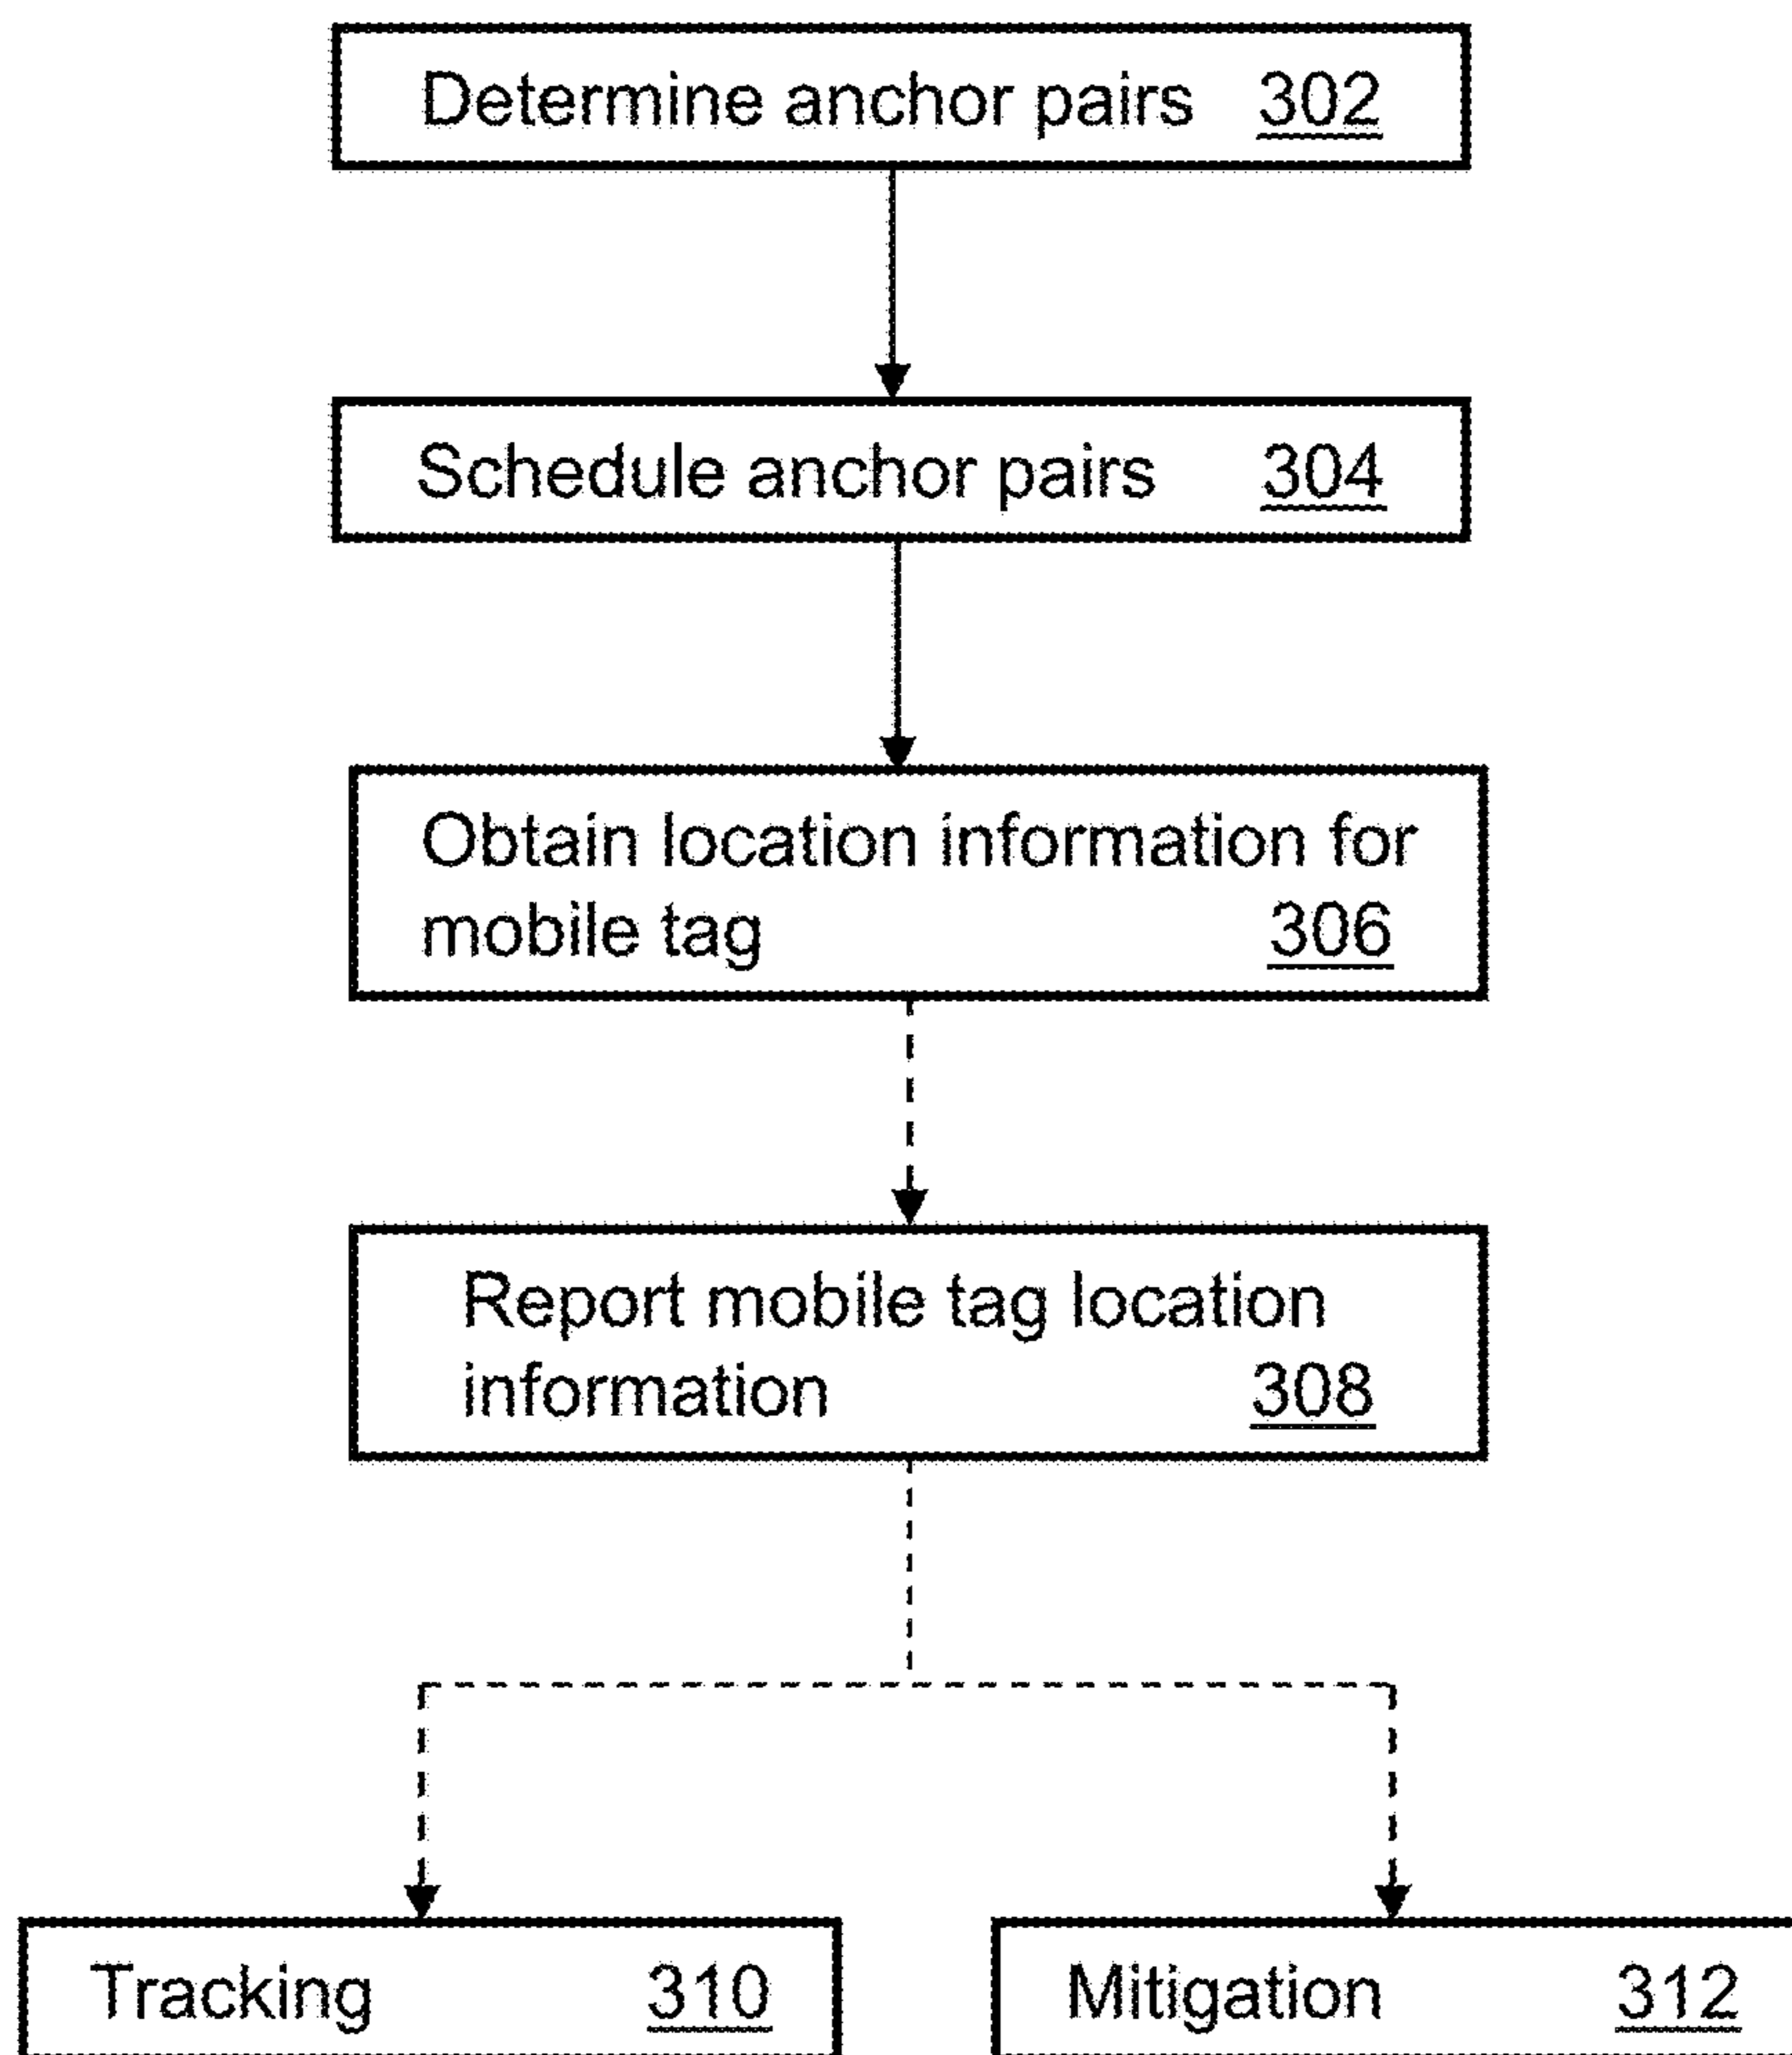 Determine anchor pairs 302
Schedule anchor pairs 304
Obtain location information for
mobile tag 306
Report mobile tag location
information 308
Tracking 310
Mitigation 312